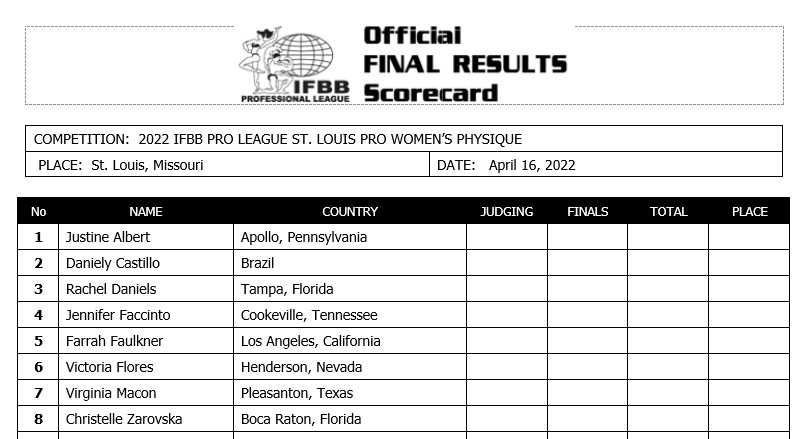 Official
FINAL RESULTS
Scorecard
IFBB
PROFESSIONAL LEAGUE
COMPETITION: 2022 IFBB PRO LEAGUE ST. LOUIS PRO WOMEN’S PHYSIQUE
PLACE: St. Louis, Missouri DATE: April 16, 2022
No NAME COUNTRY JUDGING FINALS TOTAL PLACE
1 Justine Albert Apollo, Pennsylvania
2 Daniely Castillo Brazil
3 Rachel Daniels Tampa, Florida
4 Jennifer Faccinto Cookeville, Tennessee
5 Farrah Faulkner Los Angeles, California
6 Victoria Flores Henderson, Nevada
7 Virginia Macon Pleasanton, Texas
8 Christelle Zarovska Boca Raton, Florida